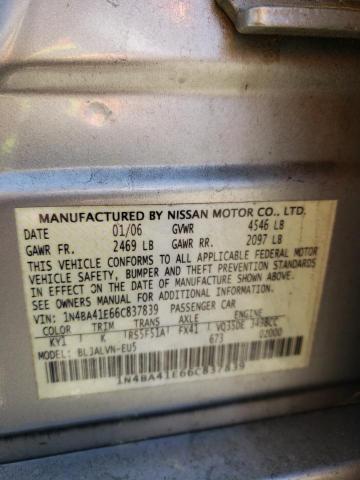 MANUFACTURED BY NISSAN MOTOR CO., LTD.
DATE 01/06 GVWR 4546 LB
GAWR FR. 2469 LB GAWR RR. 2097 LB
THIS VEHICLE CONFORMS TO ALL APPLICABLE FEDERAL MOTOR
VEHICLE SAFETY, BUMPER AND THEFT PREVENTION STANDARDS
IN EFFECT ON THE DATE OF MANUFACTURE SHOWN ABOVE.
SEE OWNERS MANUAL
VIN: 1N4BA41E66C837839 PASSENGER CAR
COLOR TRIM TRANS AXLE ENGINE
KY1 K RS5F51A FX41 VQ35DE 3498CC
MODEL: BLJALVN-EU5 673 02000
1N4BA41E66C837839